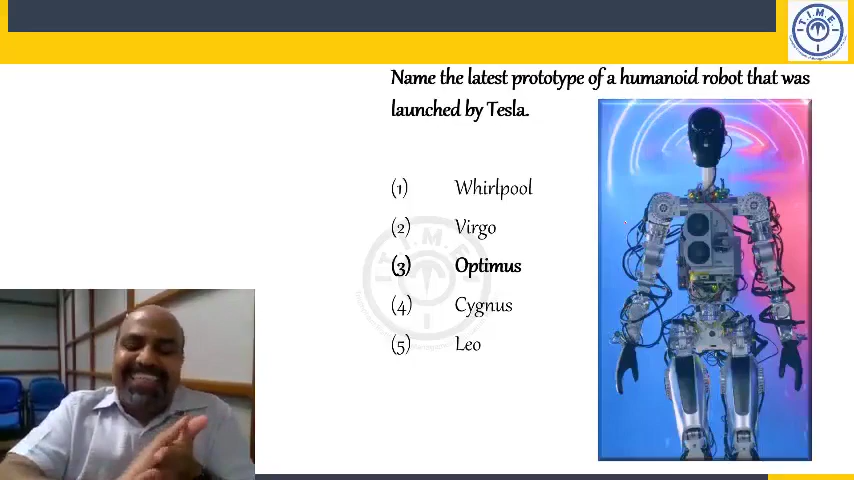 T.I.M.E.
Name the latest prototype of a humanoid robot that was
launched by Tesla.
(1) Whirlpool
(2) Virgo
(3) Optimus
(4) Cygnus
(5) Leo
T.I.M.E.